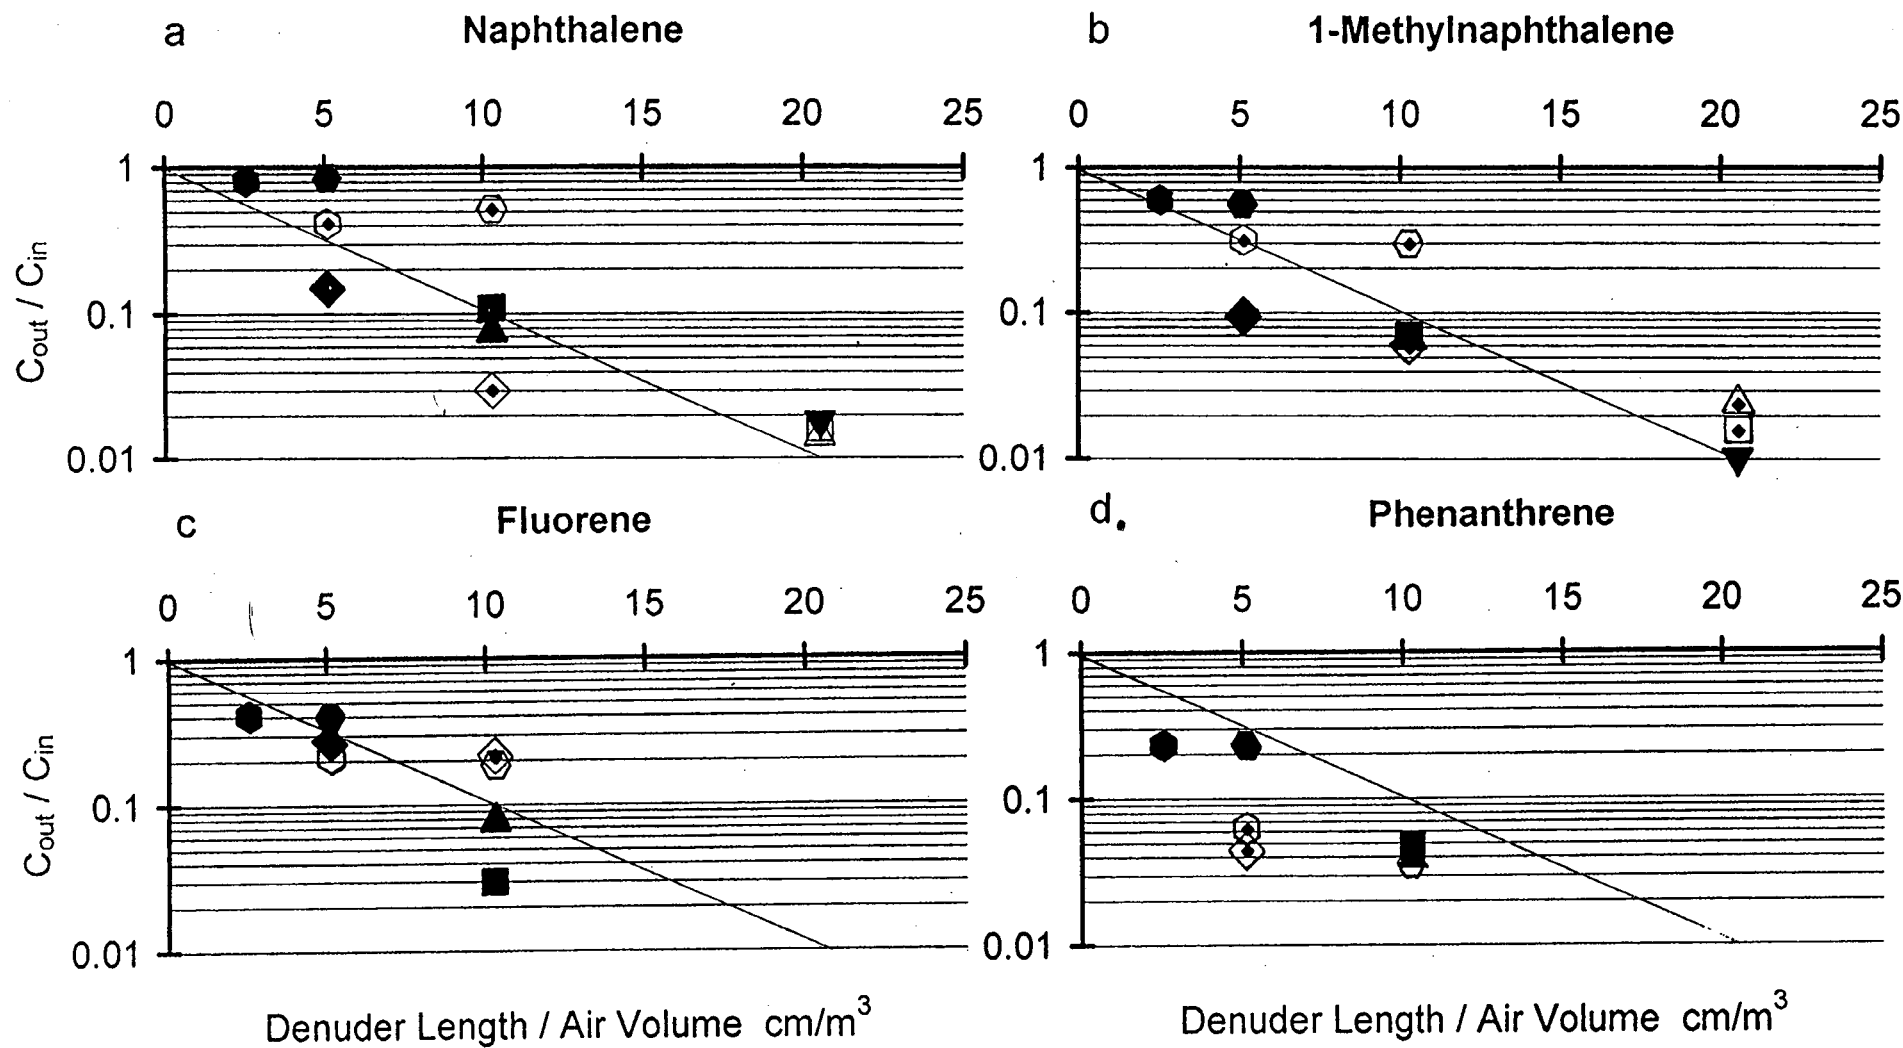 a Naphthalene
0 5 10 15 20 25
1
0.1
0.01
Cout / Cin
b 1-Methylnaphthalene
0 5 10 15 20 25
1
0.1
0.01
c Fluorene
0 5 10 15 20 25
1
0.1
0.01
Cout / Cin
Denuder Length / Air Volume cm/m³
d. Phenanthrene
0 5 10 15 20 25
1
0.1
0.01
Denuder Length / Air Volume cm/m³